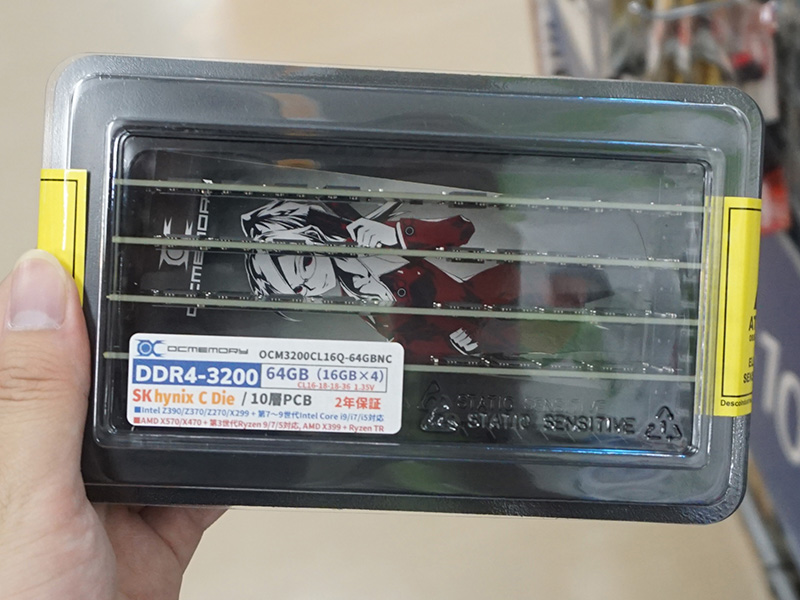 OCMEMORY
OCMEMORY OCM3200CL16Q-64GBNC
DDR4-3200 64GB (16GB×4)
CL16-18-18-36 1.35V
SK hynix C Die / 10層PCB 2年保証
■Intel Z390/Z370/Z270/X299 + 第7~9世代Intel Core i9/i7/i5対応
■AMD X570/X470 + 第3世代Ryzen 9/7/5対応, AMD X399 + Ryzen TR
STATIC SENSITIVE